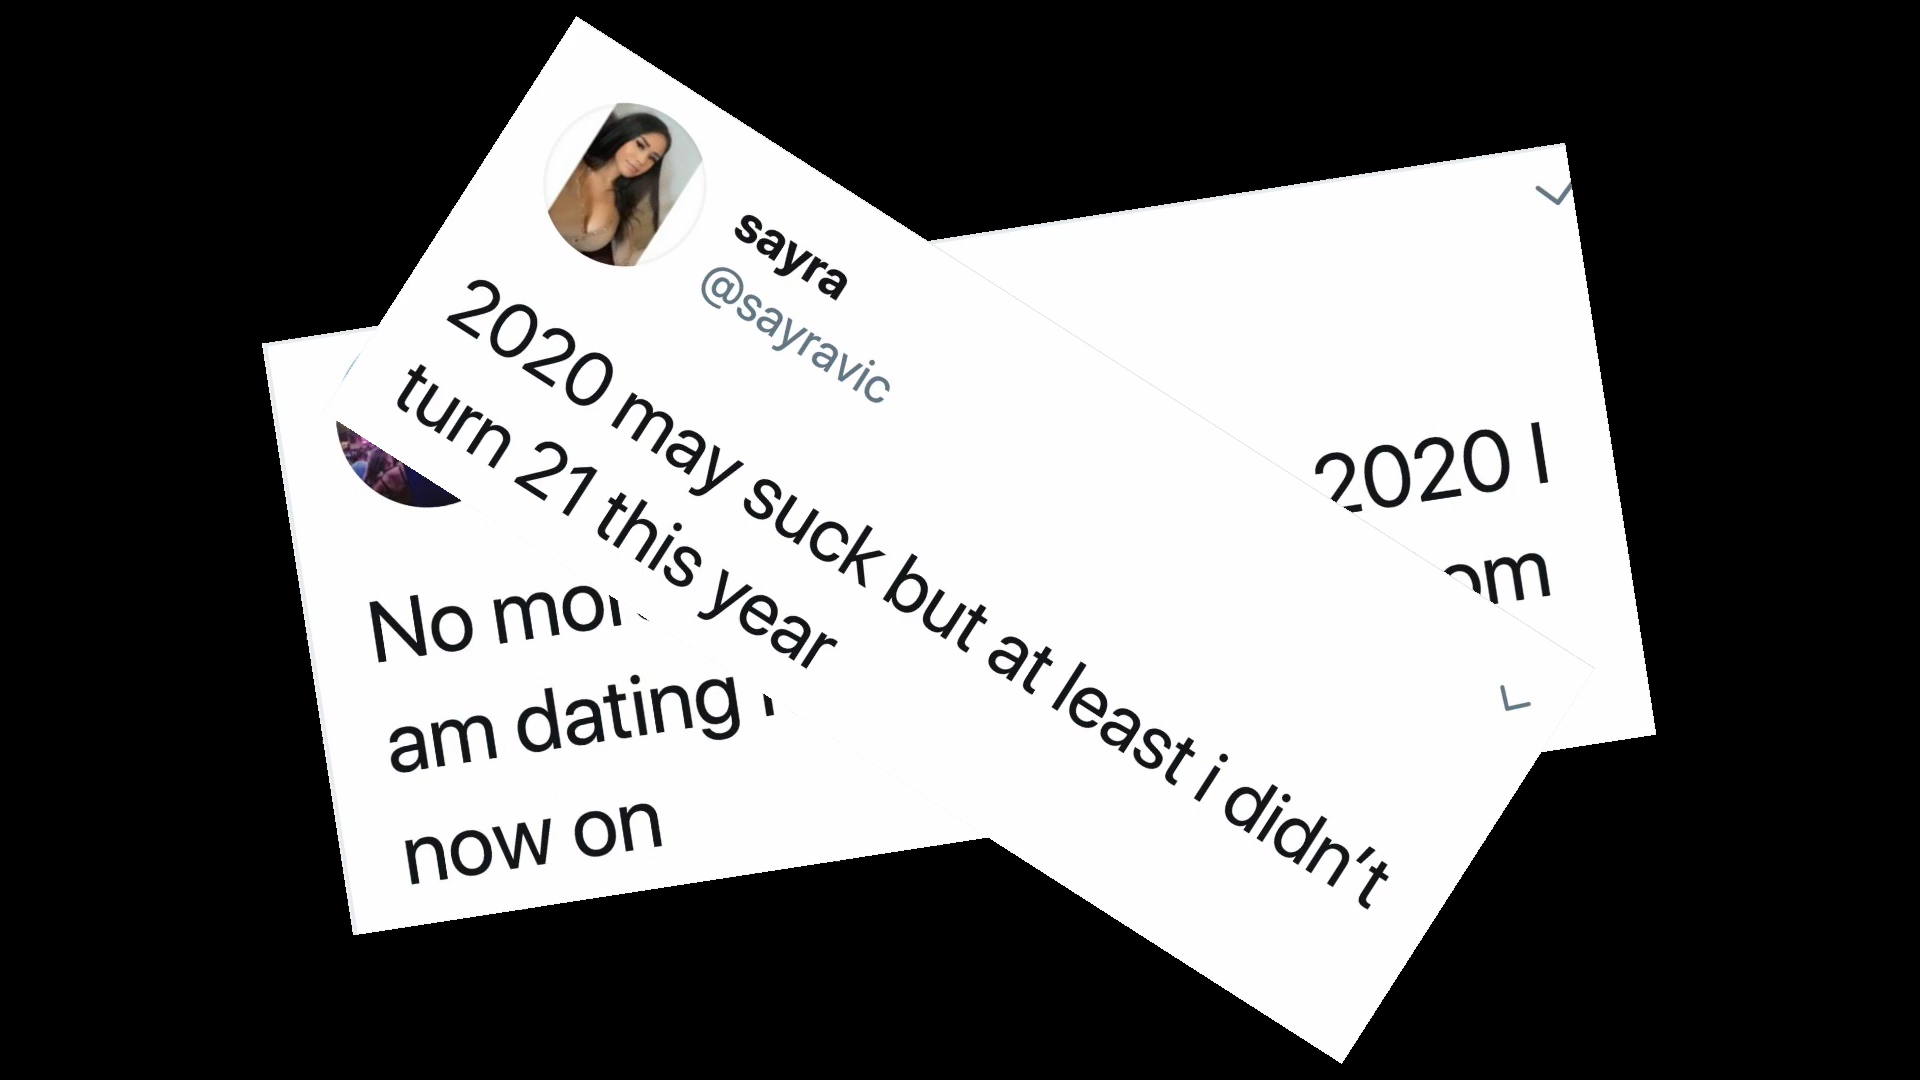 sayra
@sayravic
2020 may suck but at least i didn't
turn 21 this year
2020 I
No
am dating
now on